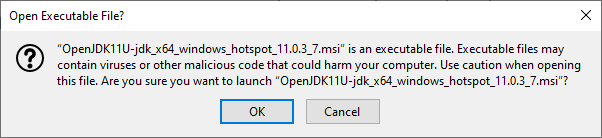 Open Executable File?
“OpenJDK11U-jdk_x64_windows_hotspot_11.0.3_7.msi” is an executable file. Executable files may
contain viruses or other malicious code that could harm your computer. Use caution when opening
this file. Are you sure you want to launch “OpenJDK11U-jdk_x64_windows_hotspot_11.0.3_7.msi”?
OK
Cancel